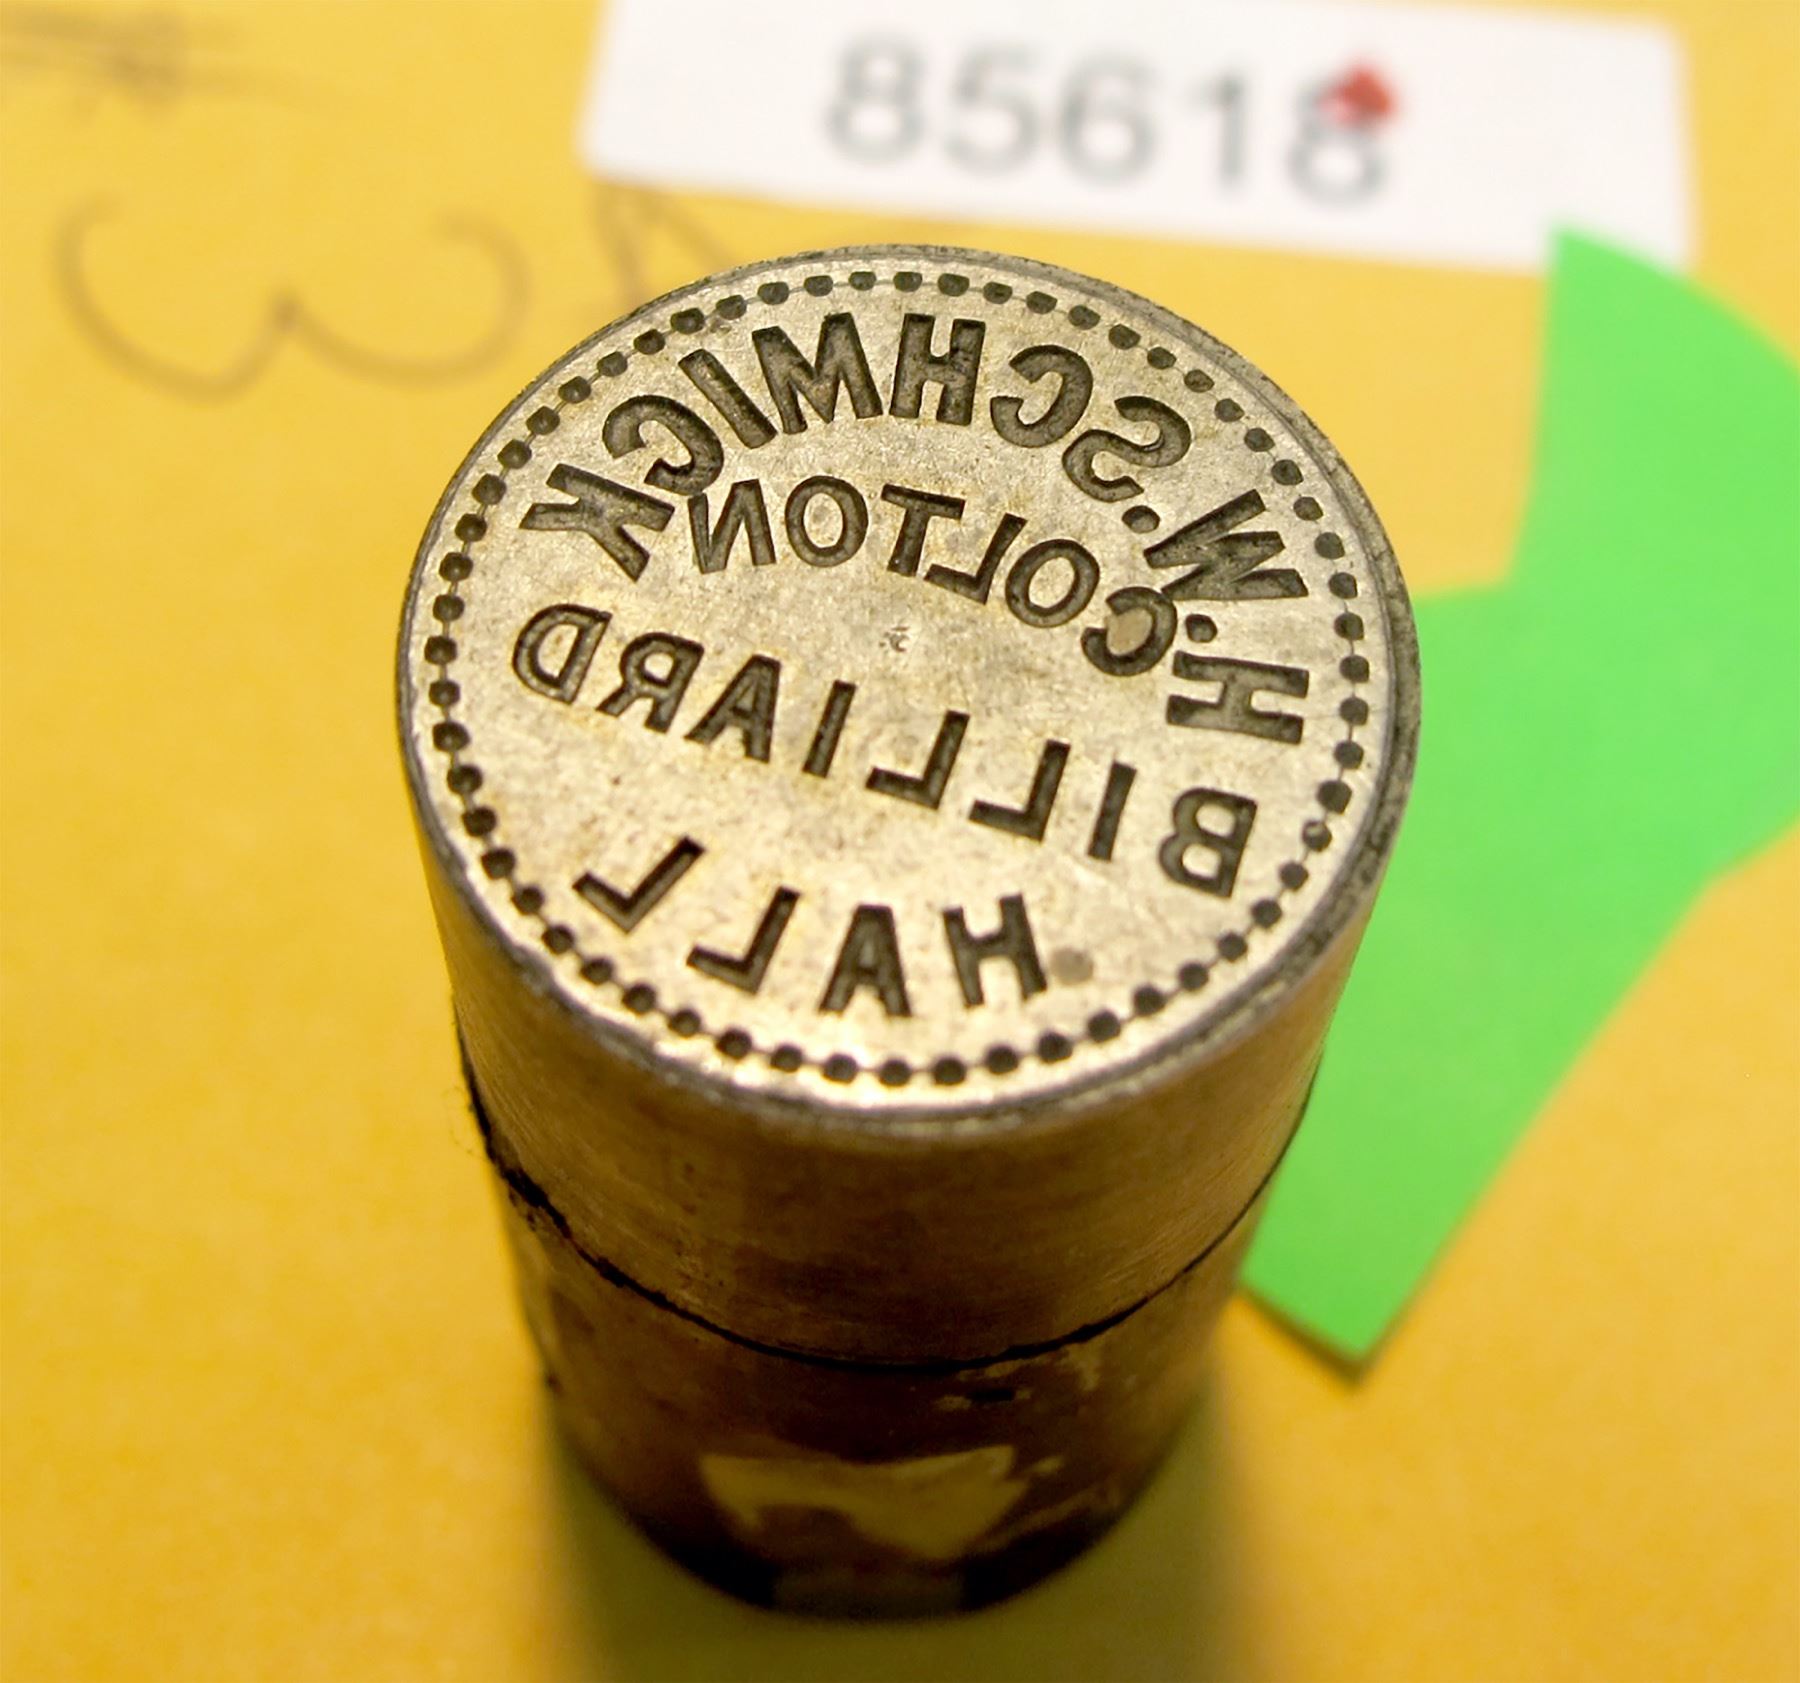 85618
H.W.SCHMICK
COLTON
BILLIARD
HALL